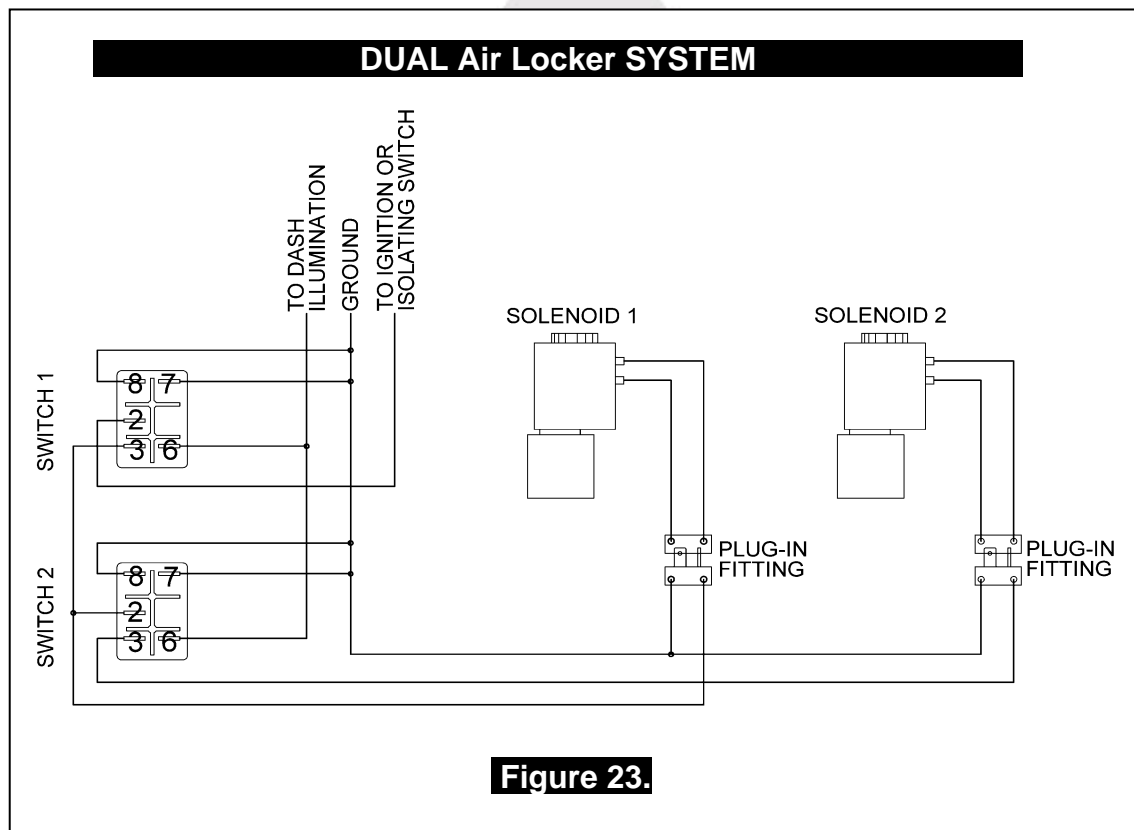 DUAL Air Locker SYSTEM
TO DASH
ILLUMINATION
GROUND
TO IGNITION OR
ISOLATING SWITCH
SOLENOID 1
SOLENOID 2
SWITCH 1
8 7
2
3 6
PLUG-IN
FITTING
PLUG-IN
FITTING
SWITCH 2
8 7
2
3 6
Figure 23.